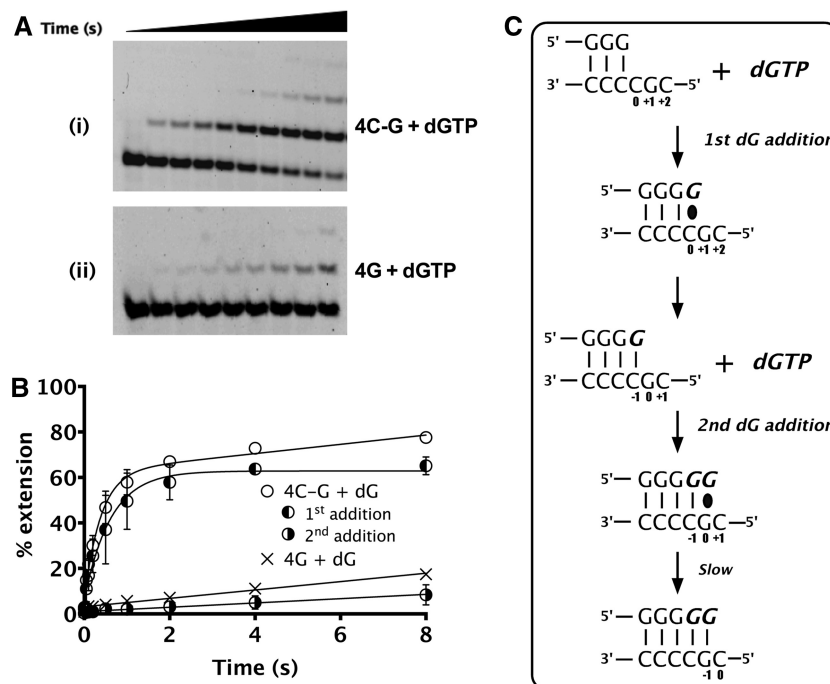 A
Time (s)
(i)
4C-G + dGTP
(ii)
4G + dGTP
B
100
80
60
40
20
0
% extension
4C–G + dG
1st addition
2nd addition
4G + dG
0
2
4
6
8
Time (s)
C
5' GGG
3' CCCCGC 5'
0 +1 +2
+ dGTP
1st dG addition
5' GGGG
3' CCCCGC 5'
0 +1 +2
5' GGGG
3' CCCCGC 5'
-1 0 +1
+ dGTP
2nd dG addition
5' GGGGG
3' CCCCGC 5'
-1 0 +1
Slow
5' GGGGG
3' CCCCGC 5'
-1 0